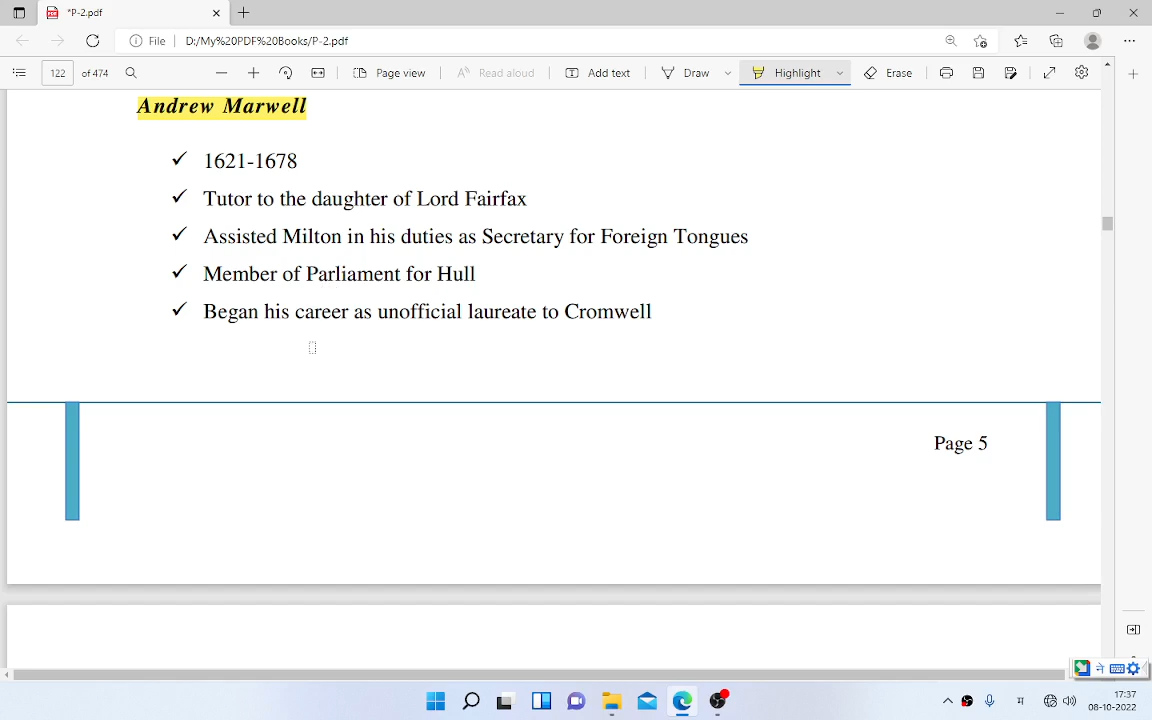 *P-2.pdf
File D:/My%20PDF%20Books/P-2.pdf
122 of 474 Page view Read aloud Add text Draw Highlight Erase
Andrew Marwell
1621-1678
Tutor to the daughter of Lord Fairfax
Assisted Milton in his duties as Secretary for Foreign Tongues
Member of Parliament for Hull
Began his career as unofficial laureate to Cromwell
Page 5
17:37
08-10-2022